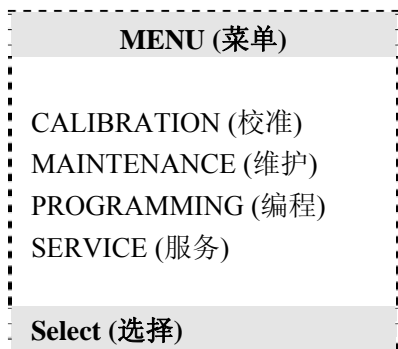 MENU (菜单)
CALIBRATION (校准)
MAINTENANCE (维护)
PROGRAMMING (编程)
SERVICE (服务)
Select (选择)